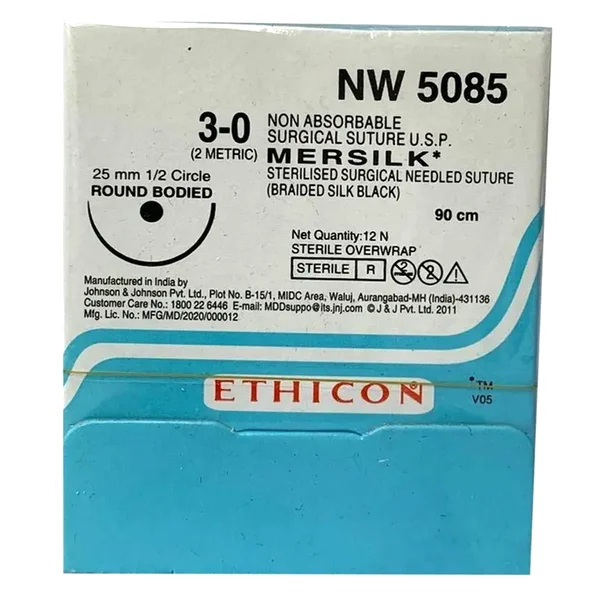 NW 5085
3-0
(2 METRIC)
NON ABSORBABLE
SURGICAL SUTURE U.S.P.
MERSILK*
STERILISED SURGICAL NEEDLED SUTURE
(BRAIDED SILK BLACK)
25 mm 1/2 Circle
ROUND BODIED
90 cm
Net Quantity:12 N
STERILE OVERWRAP
STERILE R
Manufactured in India by
Johnson & Johnson Pvt. Ltd., Plot No. B-15/1, MIDC Area, Waluj, Aurangabad-MH (India)-431136
Customer Care No.: 1800 22 6446 E-mail: MDDsuppo@its.jnj.com © J & J Pvt. Ltd. 2011
Mfg. Lic. No.: MFG/MD/2020/000012
ETHICON®
*TM
V05